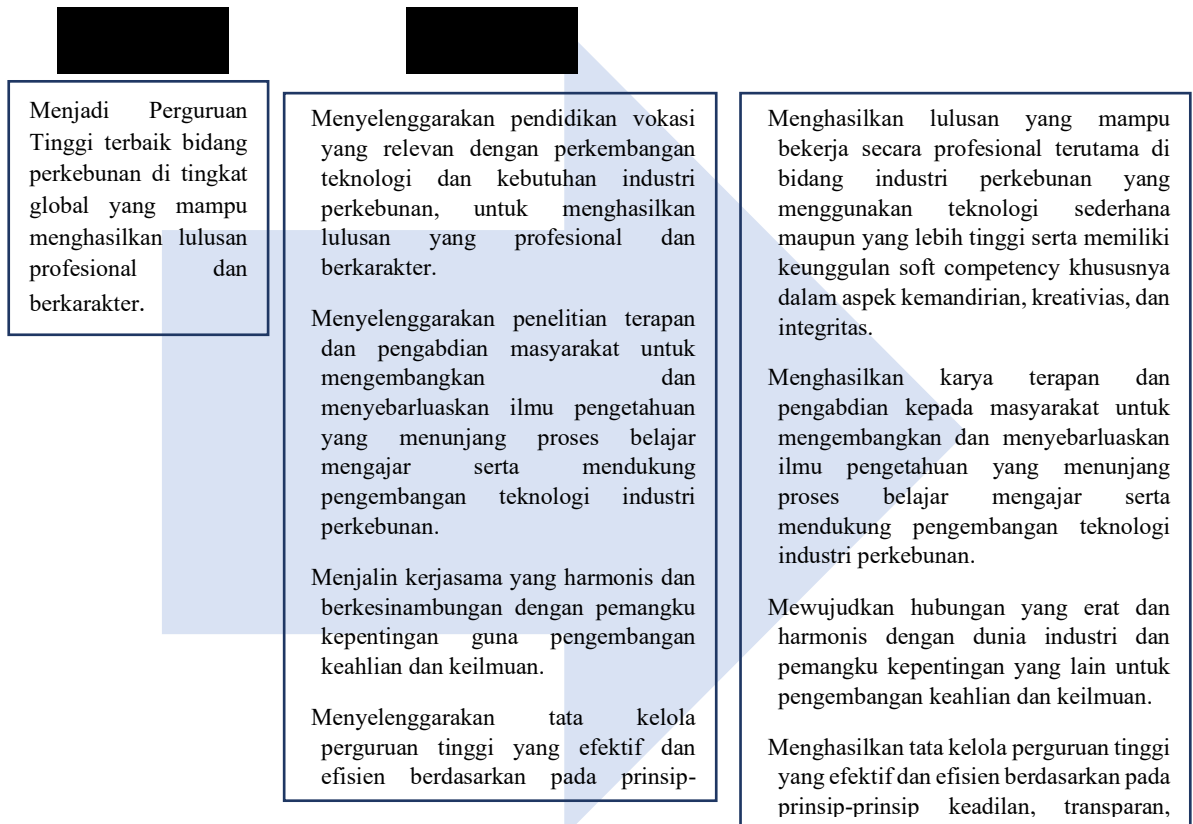 Menjadi Perguruan
Tinggi terbaik bidang
perkebunan di tingkat
global yang mampu
menghasilkan lulusan
profesional dan
berkarakter.
Menyelenggarakan pendidikan vokasi
yang relevan dengan perkembangan
teknologi dan kebutuhan industri
perkebunan, untuk menghasilkan
lulusan yang profesional dan
berkarakter.
Menyelenggarakan penelitian terapan
dan pengabdian masyarakat untuk
mengembangkan dan
menyebarluaskan ilmu pengetahuan
yang menunjang proses belajar
mengajar serta mendukung
pengembangan teknologi industri
perkebunan.
Menjalin kerjasama yang harmonis dan
berkesinambungan dengan pemangku
kepentingan guna pengembangan
keahlian dan keilmuan.
Menyelenggarakan tata kelola
perguruan tinggi yang efektif dan
efisien berdasarkan pada prinsip-
Menghasilkan lulusan yang mampu
bekerja secara profesional terutama di
bidang industri perkebunan yang
menggunakan teknologi sederhana
maupun yang lebih tinggi serta memiliki
keunggulan soft competency khususnya
dalam aspek kemandirian, kreativias, dan
integritas.
Menghasilkan karya terapan dan
pengabdian kepada masyarakat untuk
mengembangkan dan menyebarluaskan
ilmu pengetahuan yang menunjang
proses belajar mengajar serta
mendukung pengembangan teknologi
industri perkebunan.
Mewujudkan hubungan yang erat dan
harmonis dengan dunia industri dan
pemangku kepentingan yang lain untuk
pengembangan keahlian dan keilmuan.
Menghasilkan tata kelola perguruan tinggi
yang efektif dan efisien berdasarkan pada
prinsip-prinsip keadilan, transparan,